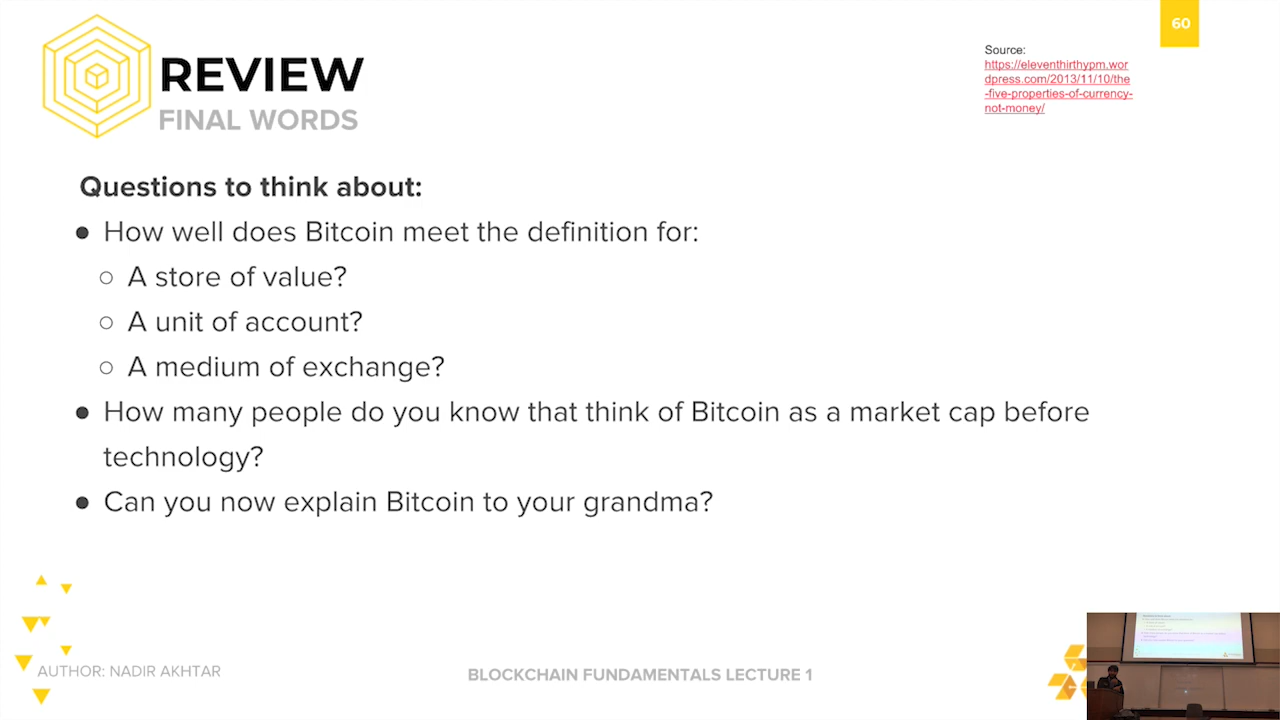 60
REVIEW
FINAL WORDS
Source:
https://eleventhirthypm.wor
dpress.com/2013/11/10/the
-five-properties-of-currency-
not-money/
Questions to think about:
● How well does Bitcoin meet the definition for:
○ A store of value?
○ A unit of account?
○ A medium of exchange?
● How many people do you know that think of Bitcoin as a market cap before
technology?
● Can you now explain Bitcoin to your grandma?
AUTHOR: NADIR AKHTAR
BLOCKCHAIN FUNDAMENTALS LECTURE 1